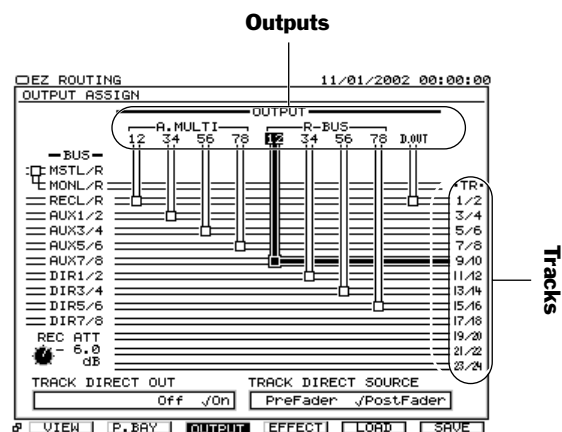 Outputs
EZ ROUTING 11/01/2002 00:00:00
OUTPUT ASSIGN
OUTPUT
A.MULTI R-BUS
12 34 56 78 12 34 56 78 D.OUT
BUS
MSTL/R
MONL/R TR
RECL/R 1/2
AUX1/2 3/4
AUX3/4 5/6
AUX5/6 7/8
AUX7/8 9/10
DIR1/2 11/12
DIR3/4 13/14
DIR5/6 15/16
DIR7/8 17/18
REC ATT 19/20
- 6.0 21/22
dB 23/24
Tracks
TRACK DIRECT OUT TRACK DIRECT SOURCE
Off √On PreFader √PostFader
VIEW P.BAY OUTPUT EFFECT LOAD SAVE